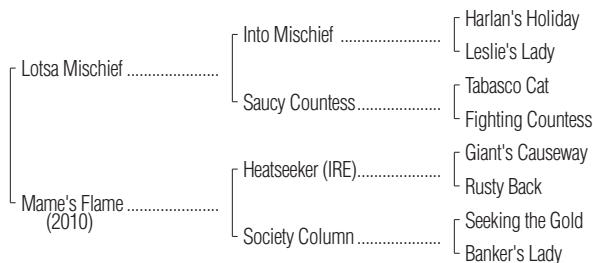 Harlan's Holiday
Into Mischief ....................
Leslie's Lady
Lotsa Mischief ....................
Tabasco Cat
Saucy Countess ....................
Fighting Countess
Giant's Causeway
Heatseeker (IRE)....................
Rusty Back
Mame's Flame ....................
(2010)
Seeking the Gold
Society Column ....................
Banker's Lady